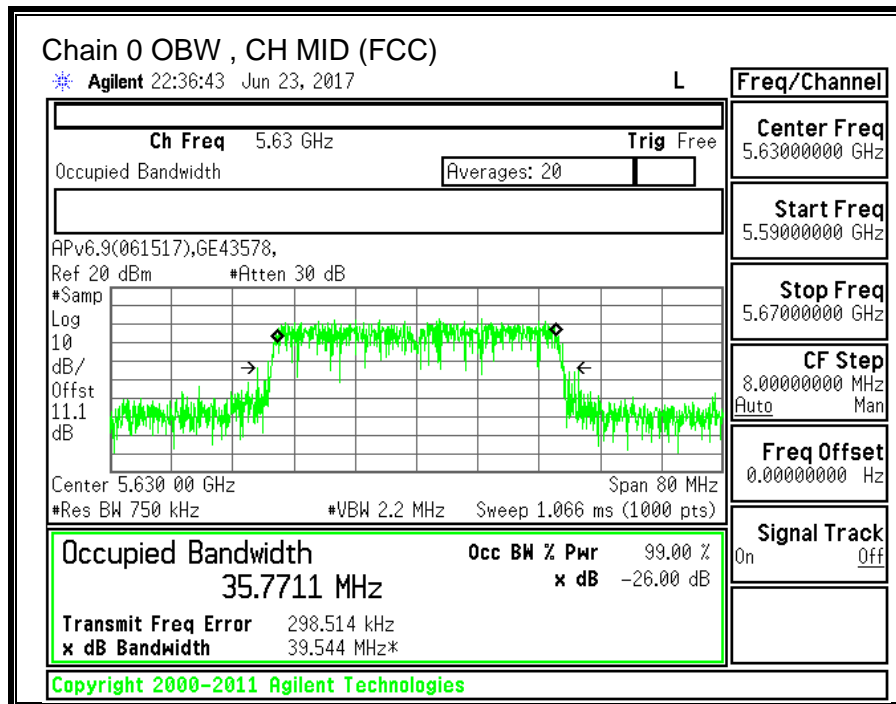 Chain 0 OBW , CH MID (FCC)
Agilent 22:36:43 Jun 23, 2017 L
Freq/Channel
Ch Freq 5.63 GHz Trig Free
Occupied Bandwidth Averages: 20
APv6.9(061517),GE43578,
Ref 20 dBm #Atten 30 dB
#Samp
Log
10
dB/
Offst
11.1
dB
Center 5.630 00 GHz Span 80 MHz
#Res BW 750 kHz #VBW 2.2 MHz Sweep 1.066 ms (1000 pts)
Occupied Bandwidth Occ BW % Pwr 99.00 %
35.7711 MHz x dB -26.00 dB
Transmit Freq Error 298.514 kHz
x dB Bandwidth 39.544 MHz*
Copyright 2000-2011 Agilent Technologies
Center Freq
5.63000000 GHz
Start Freq
5.59000000 GHz
Stop Freq
5.67000000 GHz
CF Step
8.00000000 MHz
Auto Man
Freq Offset
0.00000000 Hz
Signal Track
On Off